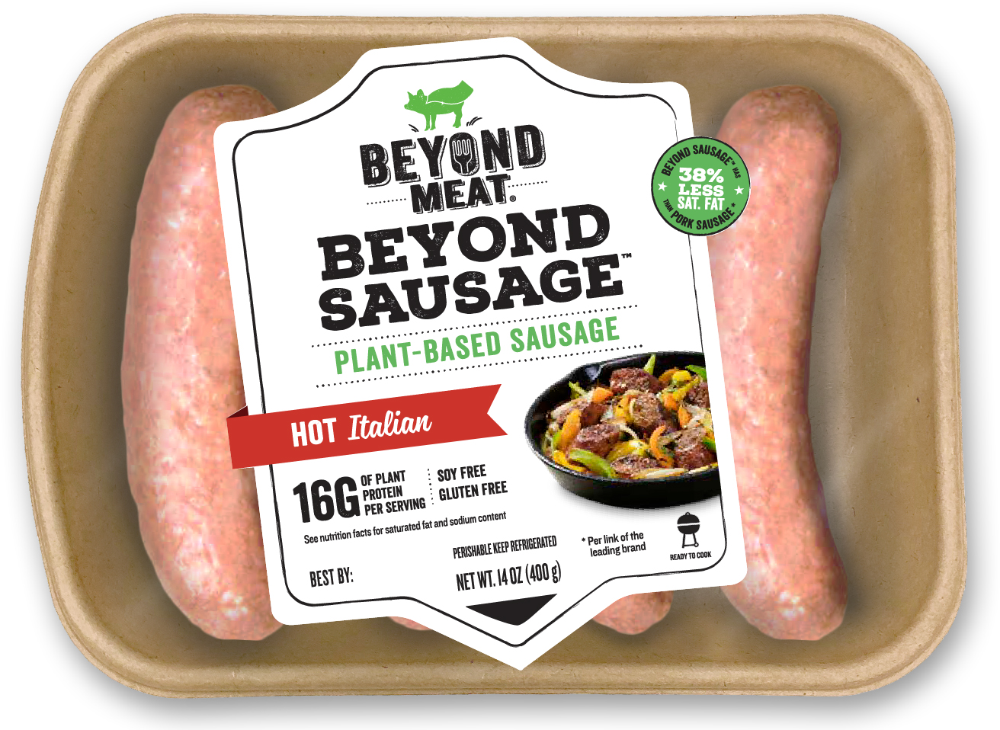 BEYOND
MEAT®
BEYOND
SAUSAGE™
PLANT-BASED SAUSAGE
HOT Italian
16G
OF PLANT
PROTEIN
PER SERVING
SOY FREE
GLUTEN FREE
See nutrition facts for saturated fat and sodium content
BEST BY:
PERISHABLE KEEP REFRIGERATED
NET WT. 14 OZ (400 g)
* Per link of the
leading brand
READY TO COOK
BEYOND SAUSAGE™ HAS
38%
LESS
SAT. FAT
THAN PORK SAUSAGE*